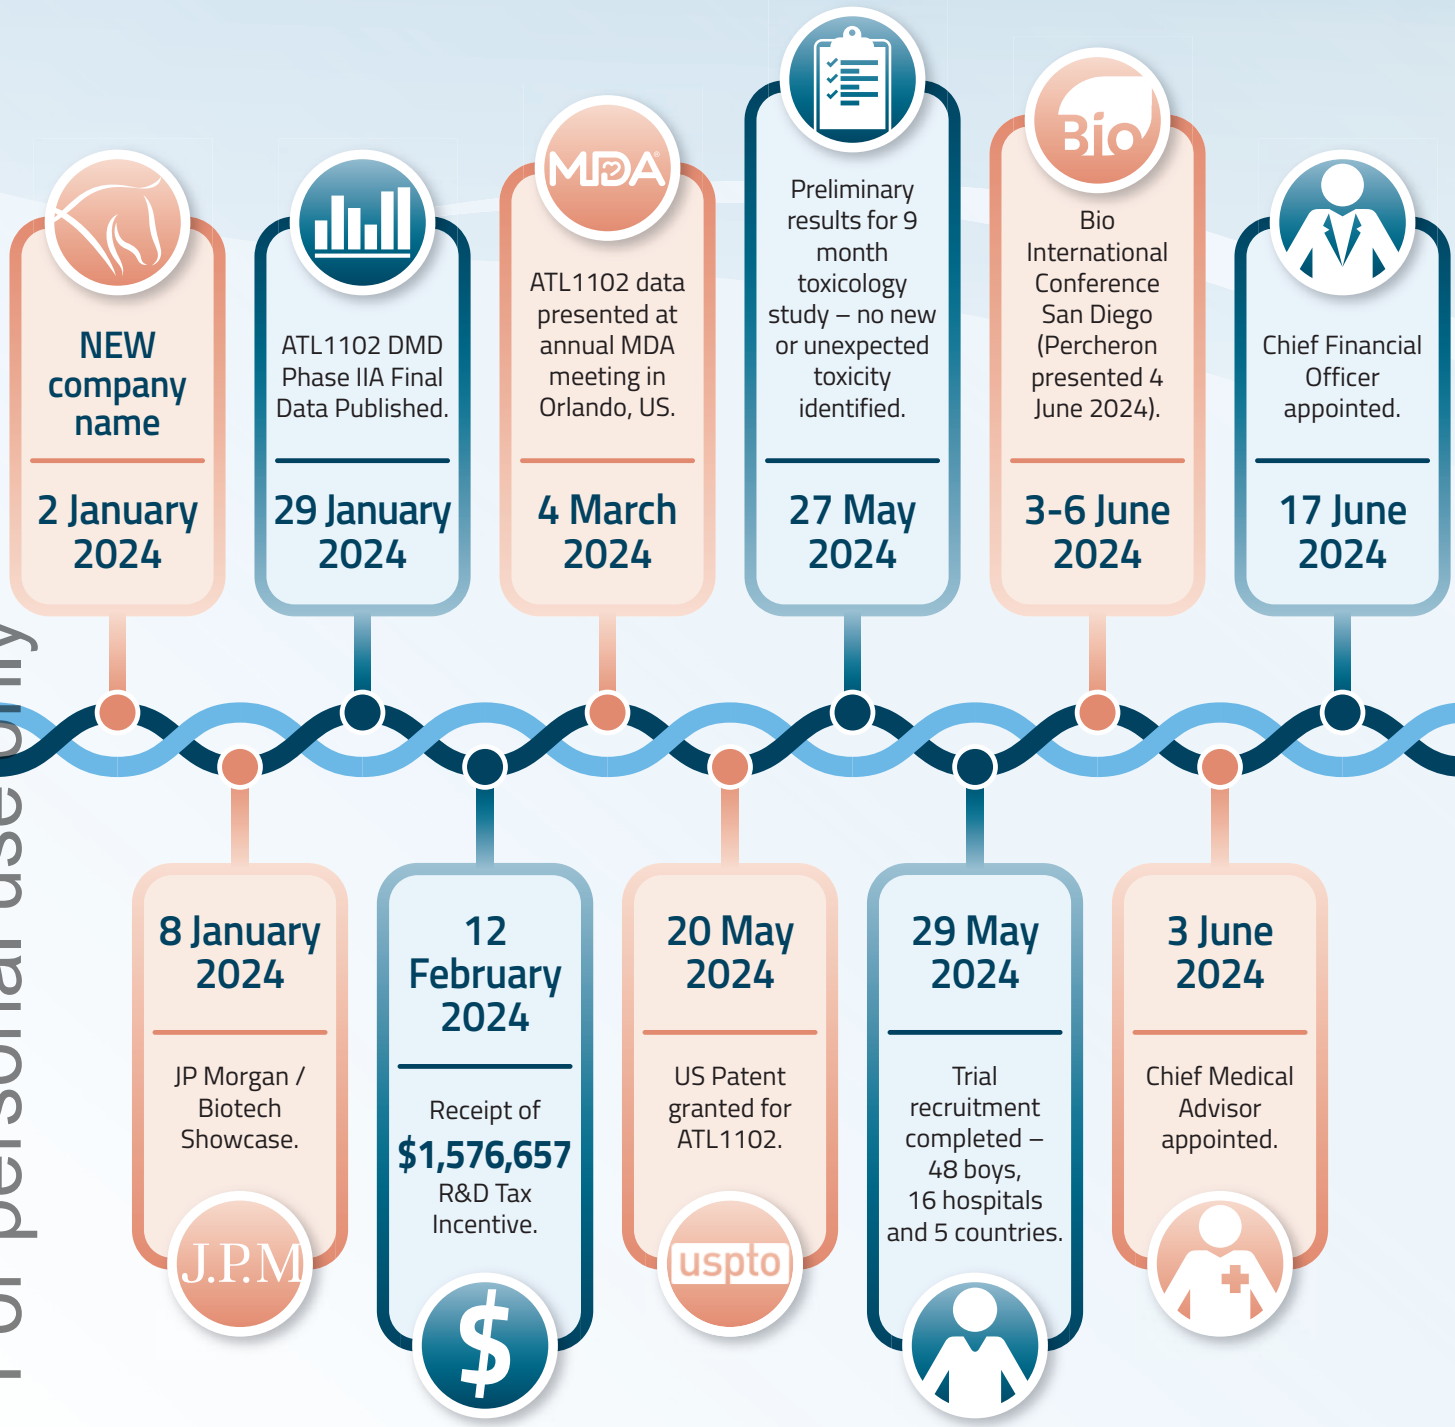 NEW
company
name
2 January
2024
ATL1102 DMD
Phase IIA Final
Data Published.
29 January
2024
MDA
ATL1102 data
presented at
annual MDA
meeting in
Orlando, US.
4 March
2024
Preliminary
results for 9
month
toxicology
study – no new
or unexpected
toxicity
identified.
27 May
2024
Bio
Bio
International
Conference
San Diego
(Percheron
presented 4
June 2024).
3-6 June
2024
Chief Financial
Officer
appointed.
17 June
2024
8 January
2024
JP Morgan /
Biotech
Showcase.
J.P.M
12
February
2024
Receipt of
$1,576,657
R&D Tax
Incentive.
$
20 May
2024
US Patent
granted for
ATL1102.
uspto
29 May
2024
Trial
recruitment
completed –
48 boys,
16 hospitals
and 5 countries.
3 June
2024
Chief Medical
Advisor
appointed.
For personal use only